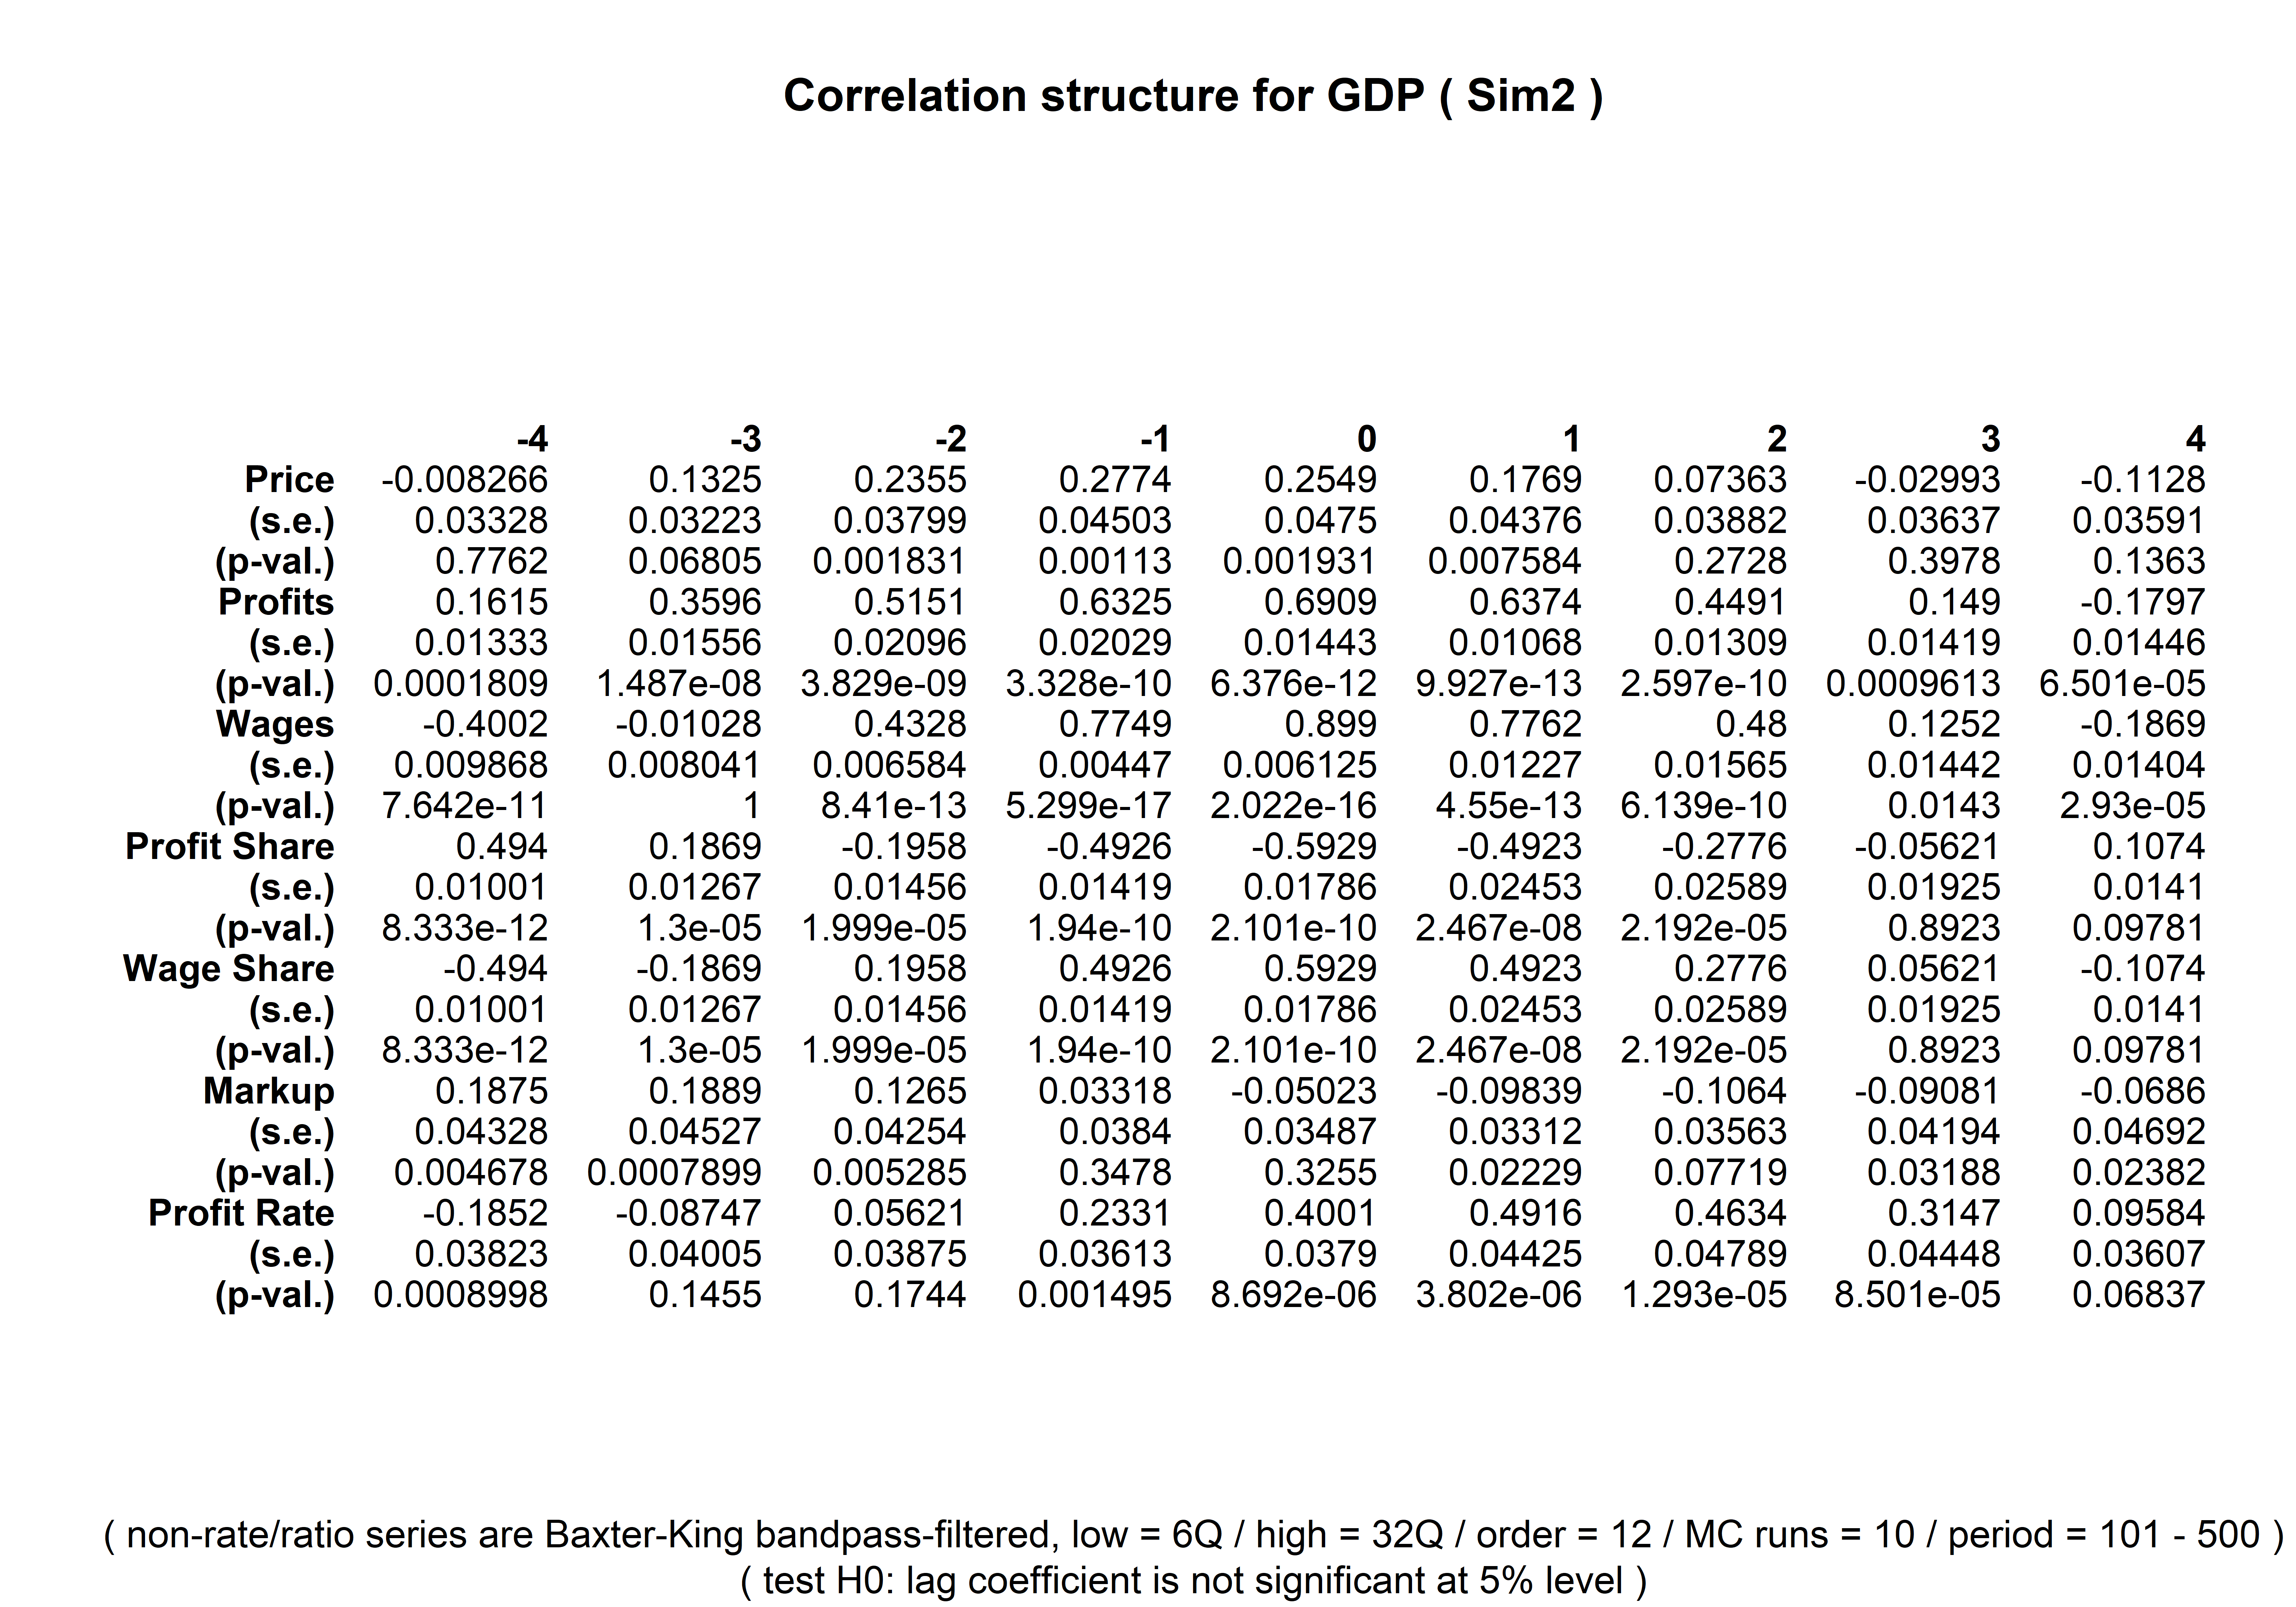 Correlation structure for GDP ( Sim2 )
-4 -3 -2 -1 0 1 2 3 4
Price -0.008266 0.1325 0.2355 0.2774 0.2549 0.1769 0.07363 -0.02993 -0.1128
(s.e.) 0.03328 0.03223 0.03799 0.04503 0.0475 0.04376 0.03882 0.03637 0.03591
(p-val.) 0.7762 0.06805 0.001831 0.00113 0.001931 0.007584 0.2728 0.3978 0.1363
Profits 0.1615 0.3596 0.5151 0.6325 0.6909 0.6374 0.4491 0.149 -0.1797
(s.e.) 0.01333 0.01556 0.02096 0.02029 0.01443 0.01068 0.01309 0.01419 0.01446
(p-val.) 0.0001809 1.487e-08 3.829e-09 3.328e-10 6.376e-12 9.927e-13 2.597e-10 0.0009613 6.501e-05
Wages -0.4002 -0.01028 0.4328 0.7749 0.899 0.7762 0.48 0.1252 -0.1869
(s.e.) 0.009868 0.008041 0.006584 0.00447 0.006125 0.01227 0.01565 0.01442 0.01404
(p-val.) 7.642e-11 1 8.41e-13 5.299e-17 2.022e-16 4.55e-13 6.139e-10 0.0143 2.93e-05
Profit Share 0.494 0.1869 -0.1958 -0.4926 -0.5929 -0.4923 -0.2776 -0.05621 0.1074
(s.e.) 0.01001 0.01267 0.01456 0.01419 0.01786 0.02453 0.02589 0.01925 0.0141
(p-val.) 8.333e-12 1.3e-05 1.999e-05 1.94e-10 2.101e-10 2.467e-08 2.192e-05 0.8923 0.09781
Wage Share -0.494 -0.1869 0.1958 0.4926 0.5929 0.4923 0.2776 0.05621 -0.1074
(s.e.) 0.01001 0.01267 0.01456 0.01419 0.01786 0.02453 0.02589 0.01925 0.0141
(p-val.) 8.333e-12 1.3e-05 1.999e-05 1.94e-10 2.101e-10 2.467e-08 2.192e-05 0.8923 0.09781
Markup 0.1875 0.1889 0.1265 0.03318 -0.05023 -0.09839 -0.1064 -0.09081 -0.0686
(s.e.) 0.04328 0.04527 0.04254 0.0384 0.03487 0.03312 0.03563 0.04194 0.04692
(p-val.) 0.004678 0.0007899 0.005285 0.3478 0.3255 0.02229 0.07719 0.03188 0.02382
Profit Rate -0.1852 -0.08747 0.05621 0.2331 0.4001 0.4916 0.4634 0.3147 0.09584
(s.e.) 0.03823 0.04005 0.03875 0.03613 0.0379 0.04425 0.04789 0.04448 0.03607
(p-val.) 0.0008998 0.1455 0.1744 0.001495 8.692e-06 3.802e-06 1.293e-05 8.501e-05 0.06837
( non-rate/ratio series are Baxter-King bandpass-filtered, low = 6Q / high = 32Q / order = 12 / MC runs = 10 / period = 101 - 500 )
( test H0: lag coefficient is not significant at 5% level )